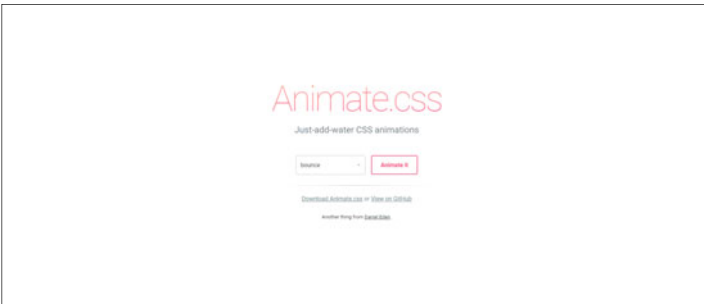 Animate.css
Just-add-water CSS animations
bounce
Animate it
Download Animate.css or View on GitHub
Another thing from Daniel Eden.